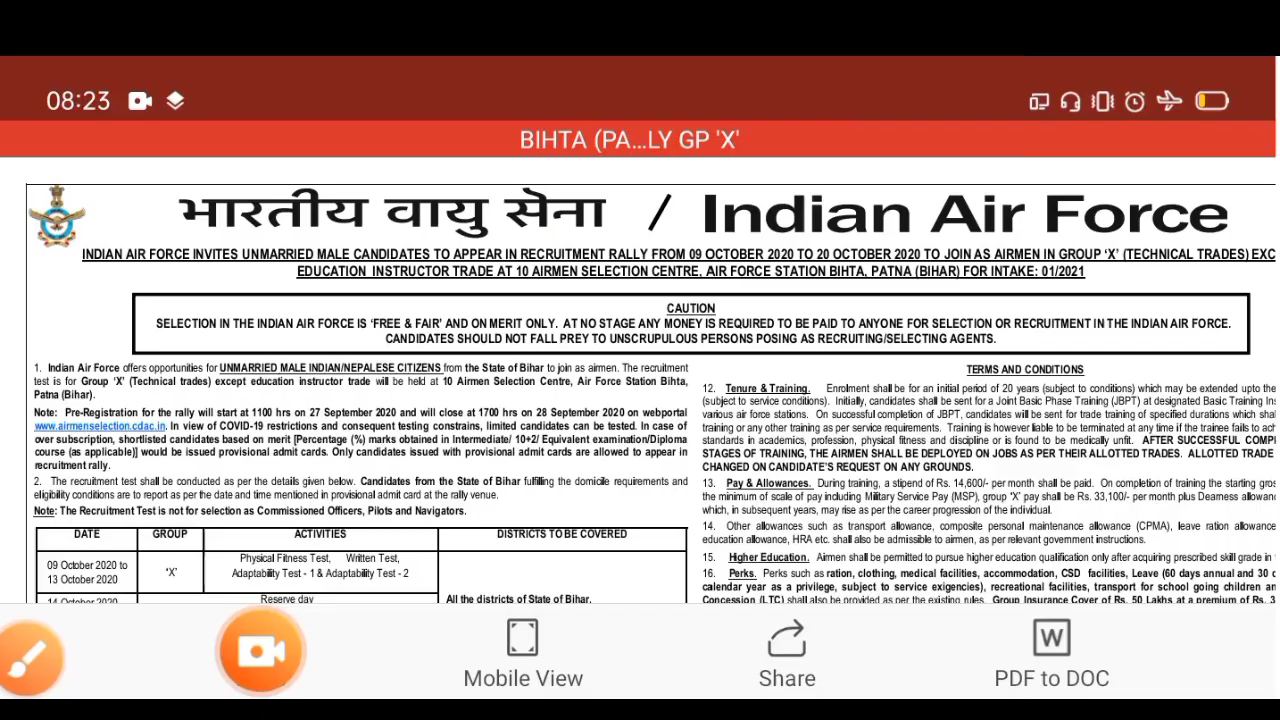 08:23
BIHTA (PA...LY GP 'X'
भारतीय वायु सेना / Indian Air Force
INDIAN AIR FORCE INVITES UNMARRIED MALE CANDIDATES TO APPEAR IN RECRUITMENT RALLY FROM 09 OCTOBER 2020 TO 20 OCTOBER 2020 TO JOIN AS AIRMEN IN GROUP 'X' (TECHNICAL TRADES) EXC
EDUCATION INSTRUCTOR TRADE AT 10 AIRMEN SELECTION CENTRE, AIR FORCE STATION BIHTA, PATNA (BIHAR) FOR INTAKE: 01/2021
CAUTION
SELECTION IN THE INDIAN AIR FORCE IS 'FREE & FAIR' AND ON MERIT ONLY. AT NO STAGE ANY MONEY IS REQUIRED TO BE PAID TO ANYONE FOR SELECTION OR RECRUITMENT IN THE INDIAN AIR FORCE.
CANDIDATES SHOULD NOT FALL PREY TO UNSCRUPULOUS PERSONS POSING AS RECRUITING/SELECTING AGENTS.
1. Indian Air Force offers opportunities for UNMARRIED MALE INDIAN/NEPALESE CITIZENS from the State of Bihar to join as airmen. The recruitment
test is for Group 'X' (Technical trades) except education instructor trade will be held at 10 Airmen Selection Centre, Air Force Station Bihta,
Patna (Bihar).
Note: Pre-Registration for the rally will start at 1100 hrs on 27 September 2020 and will close at 1700 hrs on 28 September 2020 on webportal
www.airmenselection.cdac.in. In view of COVID-19 restrictions and consequent testing constrains, limited candidates can be tested. In case of
over subscription, shortlisted candidates based on merit [Percentage (%) marks obtained in Intermediate/ 10+2/ Equivalent examination/Diploma
course (as applicable)] would be issued provisional admit cards. Only candidates issued with provisional admit cards are allowed to appear in
recruitment rally.
2. The recruitment test shall be conducted as per the details given below. Candidates from the State of Bihar fulfilling the domicile requirements and
eligibility conditions are to report as per the date and time mentioned in provisional admit card at the rally venue.
Note: The Recruitment Test is not for selection as Commissioned Officers, Pilots and Navigators.
DATE GROUP ACTIVITIES DISTRICTS TO BE COVERED
09 October 2020 to
13 October 2020
'X'
Physical Fitness Test, Written Test,
Adaptability Test - 1 & Adaptability Test - 2
14 October 2020
Reserve day
All the districts of State of Bihar.
TERMS AND CONDITIONS
12. Tenure & Training. Enrolment shall be for an initial period of 20 years (subject to conditions) which may be extended upto the
(subject to service conditions). Initially, candidates shall be sent for a Joint Basic Phase Training (JBPT) at designated Basic Training Ins
various air force stations. On successful completion of JBPT, candidates will be sent for trade training of specified durations which shal
training or any other training as per service requirements. Training is however liable to be terminated at any time if the trainee fails to ach
standards in academics, profession, physical fitness and discipline or is found to be medically unfit. AFTER SUCCESSFUL COMPL
STAGES OF TRAINING, THE AIRMEN SHALL BE DEPLOYED ON JOBS AS PER THEIR ALLOTTED TRADES. ALLOTTED TRADE
CHANGED ON CANDIDATE'S REQUEST ON ANY GROUNDS.
13. Pay & Allowances. During training, a stipend of Rs. 14,600/- per month shall be paid. On completion of training the starting gros
the minimum of scale of pay including Military Service Pay (MSP), group 'X' pay shall be Rs. 33,100/- per month plus Dearness allowan
which, in subsequent years, may rise as per the career progression of the individual.
14. Other allowances such as transport allowance, composite personal maintenance allowance (CPMA), leave ration allowance
education allowance, HRA etc. shall also be admissible to airmen, as per relevant government instructions.
15. Higher Education. Airmen shall be permitted to pursue higher education qualification only after acquiring prescribed skill grade in
16. Perks. Perks such as ration, clothing, medical facilities, accommodation, CSD facilities, Leave (60 days annual and 30 d
calendar year as a privilege, subject to service exigencies), recreational facilities, transport for school going children an
Concession (LTC) shall also be provided as per the existing rules. Group Insurance Cover of Rs. 50 Lakhs at a premium of Rs. 3
Mobile View
Share
W
PDF to DOC